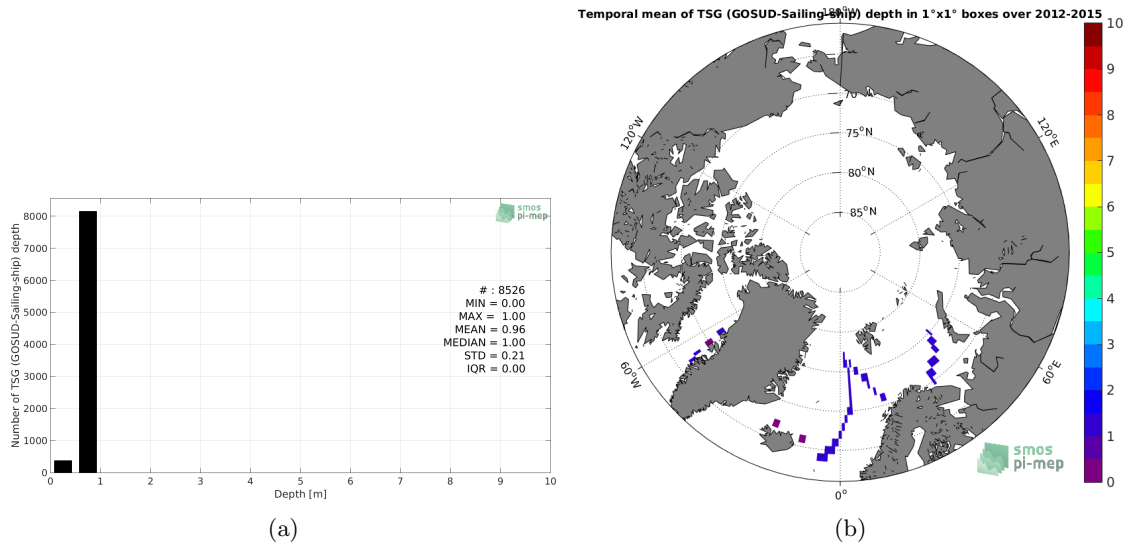 Temporal mean of TSG (GOSUD-Sailing-ship) depth in 1°x1° boxes over 2012-2015
180°W
120°W
120°E
60°W
60°E
0°
70
75°N
80°N
85°N
10
9
8
7
6
5
4
3
2
1
0
smos
pi-mep
Number of TSG (GOSUD-Sailing-ship) depth
8000
7000
6000
5000
4000
3000
2000
1000
0
smos
pi-mep
# : 8526
MIN = 0.00
MAX = 1.00
MEAN = 0.96
MEDIAN = 1.00
STD = 0.21
IQR = 0.00
0 1 2 3 4 5 6 7 8 9 10
Depth [m]
(a)
(b)